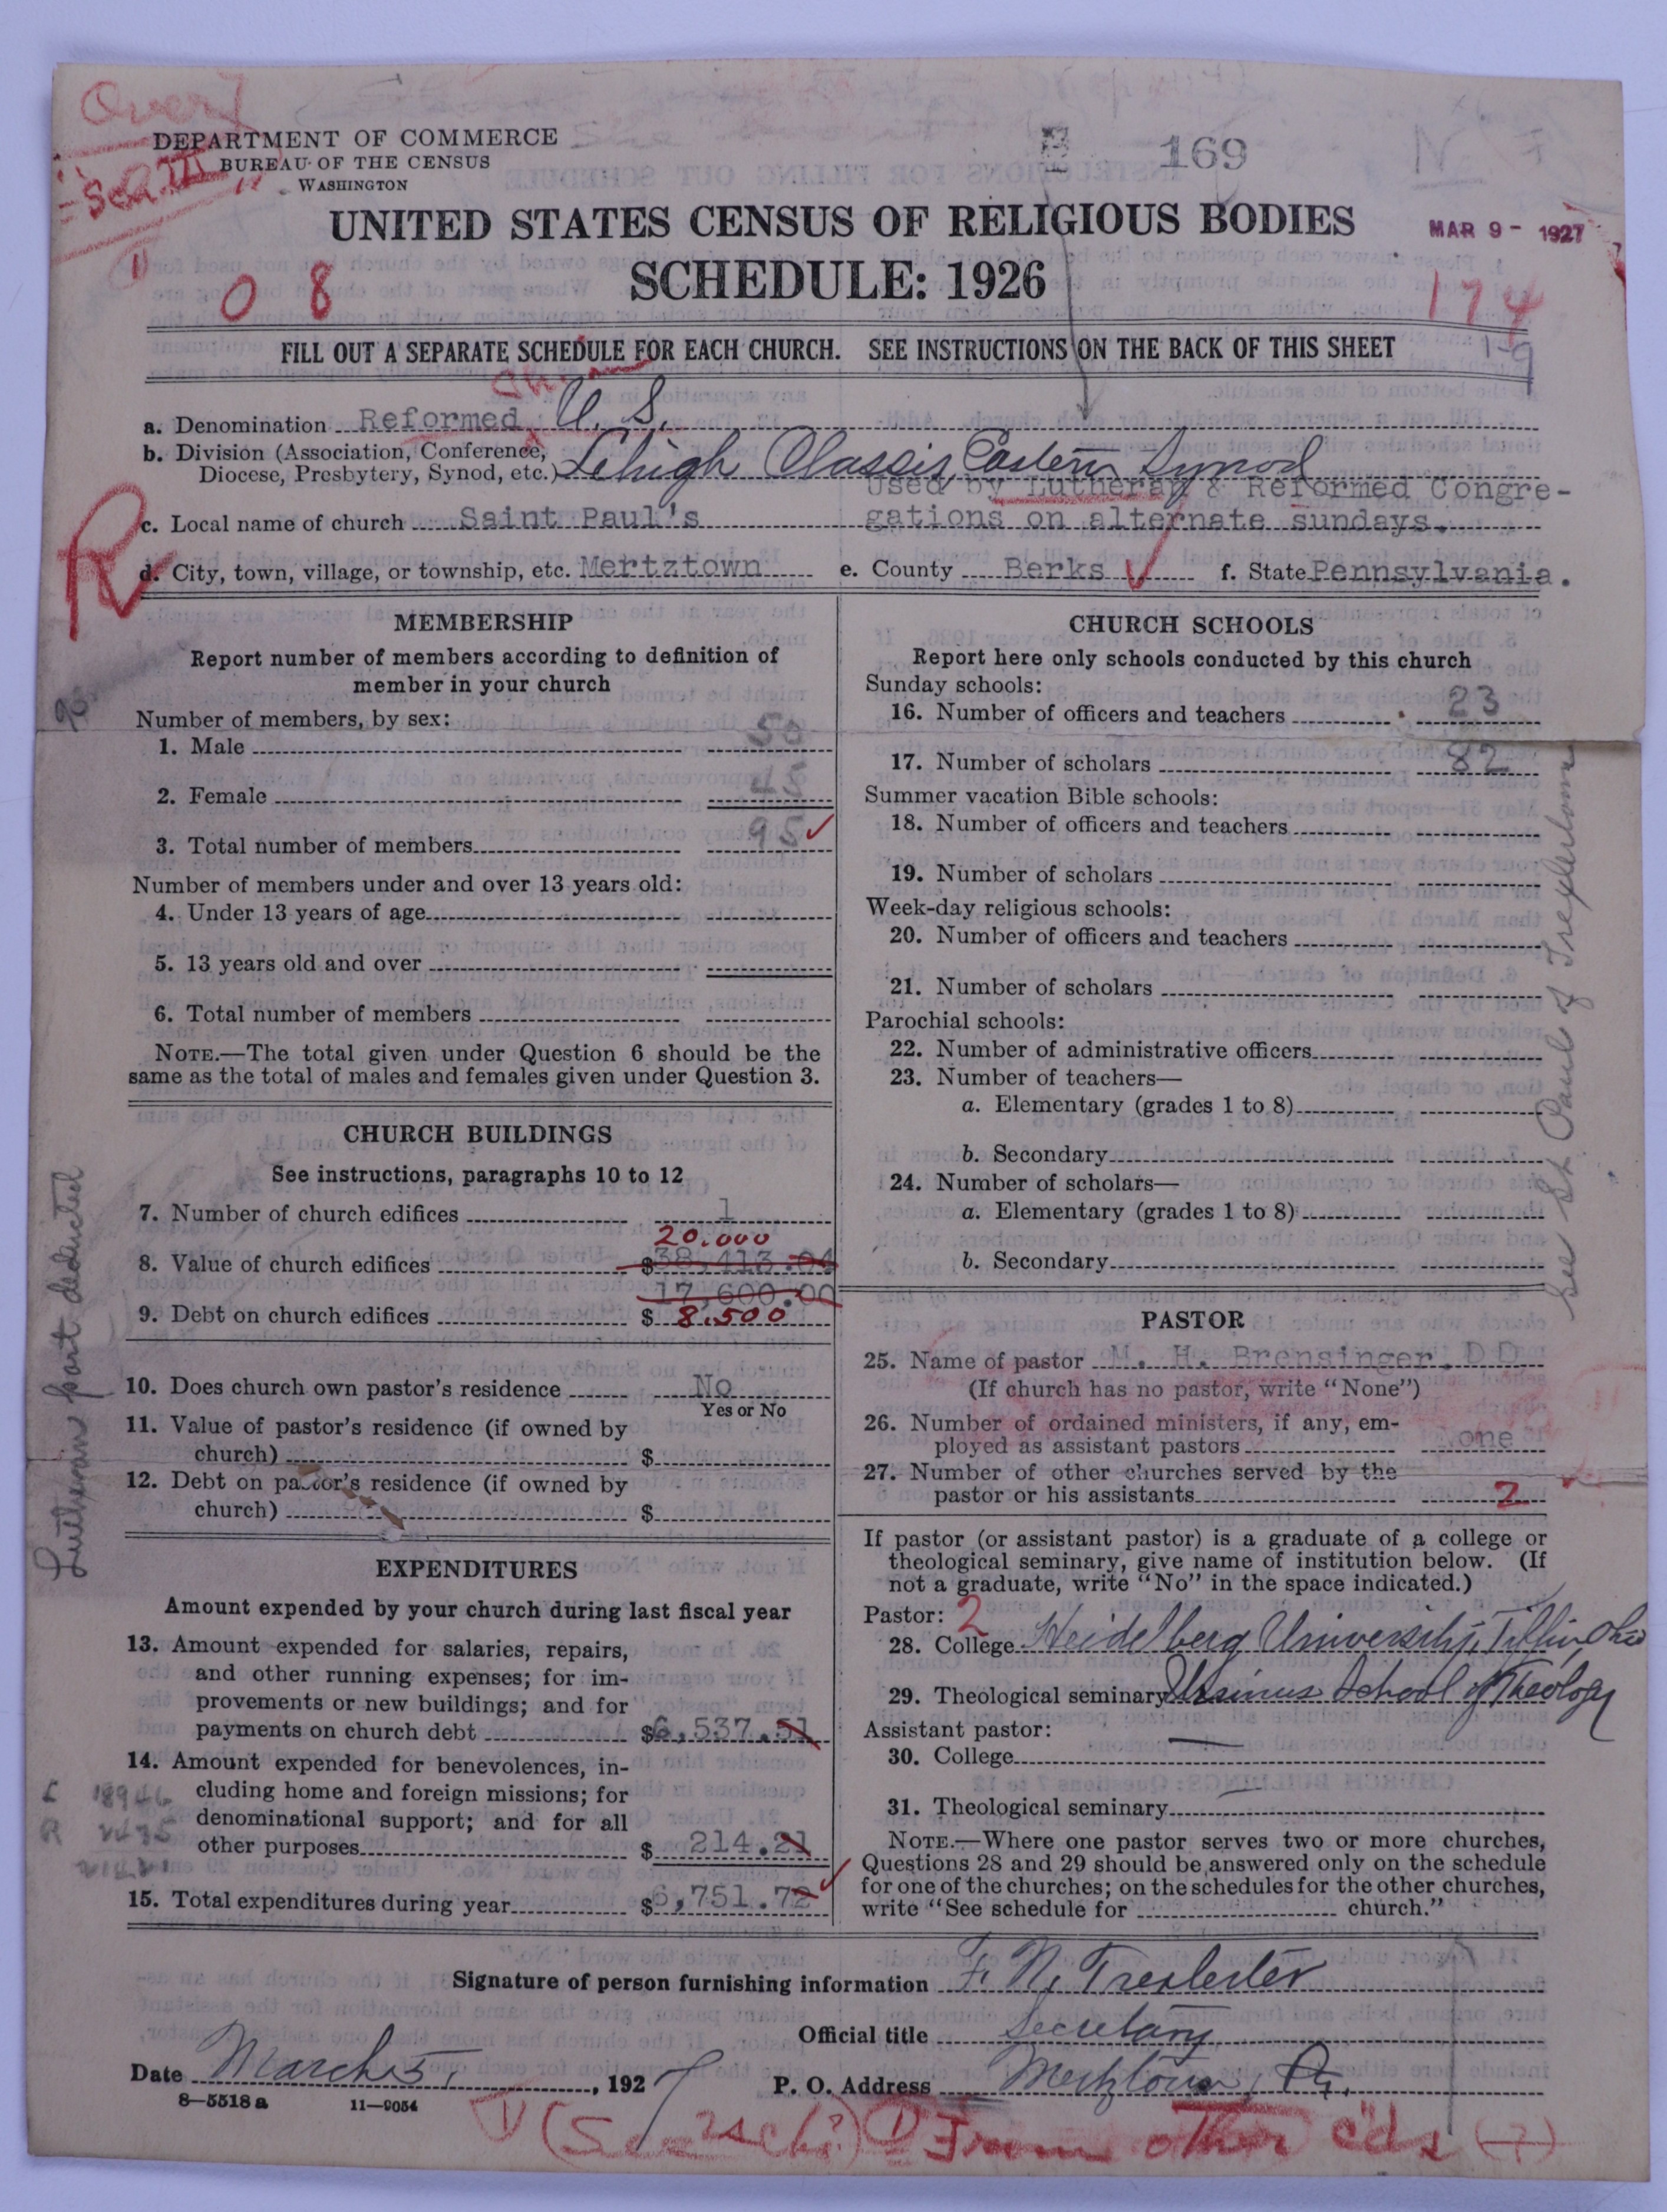 Over
DEPARTMENT OF COMMERCE
BUREAU OF THE CENSUS
WASHINGTON
169
UNITED STATES CENSUS OF RELIGIOUS BODIES
MAR 9 - 1927
SCHEDULE: 1926
0 8
174
FILL OUT A SEPARATE SCHEDULE FOR EACH CHURCH. SEE INSTRUCTIONS ON THE BACK OF THIS SHEET
1-9
a. Denomination Reformed U. S.
b. Division (Association, Conference, Diocese, Presbytery, Synod, etc.) Lehigh Classis, Eastern Synod
Used by Lutheran & Reformed Congre-
c. Local name of church Saint Paul's gations on alternate sundays.
R
d. City, town, village, or township, etc. Mertztown e. County Berks f. State Pennsylvania.
MEMBERSHIP
Report number of members according to definition of
member in your church
Number of members, by sex:
1. Male 50
2. Female 45
3. Total number of members 95
Number of members under and over 13 years old:
4. Under 13 years of age
5. 13 years old and over
6. Total number of members
NOTE.—The total given under Question 6 should be the
same as the total of males and females given under Question 3.
CHURCH BUILDINGS
See instructions, paragraphs 10 to 12
7. Number of church edifices 1
20.000
8. Value of church edifices $38,413.04
17,600.00
9. Debt on church edifices $ 8.500
10. Does church own pastor's residence No
Yes or No
11. Value of pastor's residence (if owned by
church) $
12. Debt on pastor's residence (if owned by
church) $
Lutheran part deducted
EXPENDITURES
Amount expended by your church during last fiscal year
13. Amount expended for salaries, repairs,
and other running expenses; for im-
provements or new buildings; and for
payments on church debt $6,537.51
14. Amount expended for benevolences, in-
cluding home and foreign missions; for
denominational support; and for all
other purposes $ 214.21
L 18946
R 2475
214.21
15. Total expenditures during year $6,751.72
CHURCH SCHOOLS
Report here only schools conducted by this church
Sunday schools:
16. Number of officers and teachers 23
17. Number of scholars 82
Summer vacation Bible schools:
18. Number of officers and teachers
19. Number of scholars
Week-day religious schools:
20. Number of officers and teachers
21. Number of scholars
Parochial schools:
22. Number of administrative officers
23. Number of teachers—
a. Elementary (grades 1 to 8)
b. Secondary
24. Number of scholars—
a. Elementary (grades 1 to 8)
b. Secondary
See St. Pauls of Trexlertown
PASTOR
25. Name of pastor M. H. Brensinger, DD
(If church has no pastor, write "None")
26. Number of ordained ministers, if any, em-
ployed as assistant pastors None
27. Number of other churches served by the
pastor or his assistants 2
If pastor (or assistant pastor) is a graduate of a college or
theological seminary, give name of institution below. (If
not a graduate, write "No" in the space indicated.)
Pastor: 2
28. College Heidelberg University, Tiffin, Ohio
29. Theological seminary Ursinus School of Theology
Assistant pastor:
30. College
31. Theological seminary
NOTE.—Where one pastor serves two or more churches,
Questions 28 and 29 should be answered only on the schedule
for one of the churches; on the schedules for the other churches,
write "See schedule for church."
Signature of person furnishing information F. N. Trexler
Official title Secretary
Date March 5, 1927 P. O. Address Mertztown, Pa.
8—5518 a 11—9054
From other cds (?)